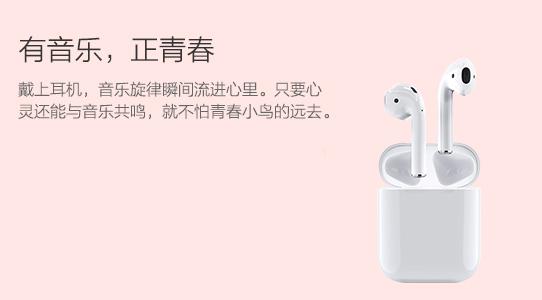 有音乐，正青春
戴上耳机，音乐旋律瞬间流进心里。只要心
灵还能与音乐共鸣，就不怕青春小鸟的远去。